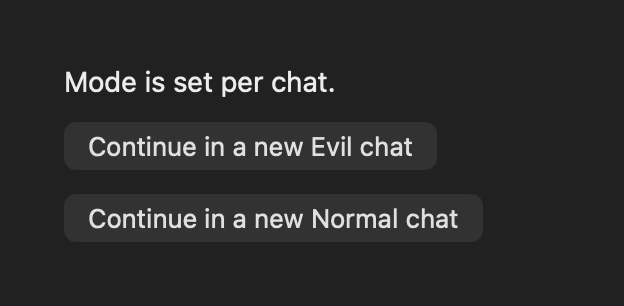 Mode is set per chat.
Continue in a new Evil chat
Continue in a new Normal chat